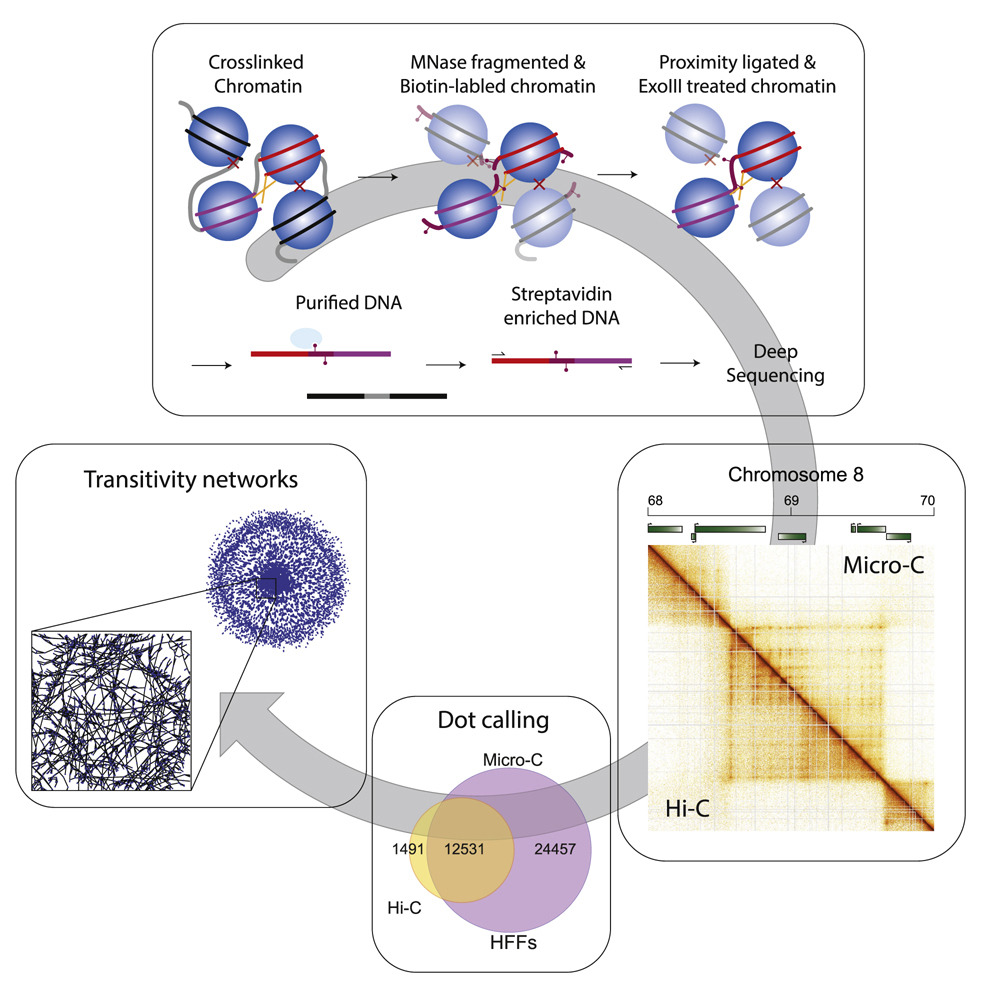 Crosslinked
Chromatin
MNase fragmented &
Biotin-labled chromatin
Proximity ligated &
ExoIII treated chromatin
Purified DNA
Streptavidin
enriched DNA
Deep
Sequencing
Transitivity networks
Chromosome 8
68 69 70
Micro-C
Hi-C
Dot calling
Micro-C
1491 12531 24457
Hi-C
HFFs